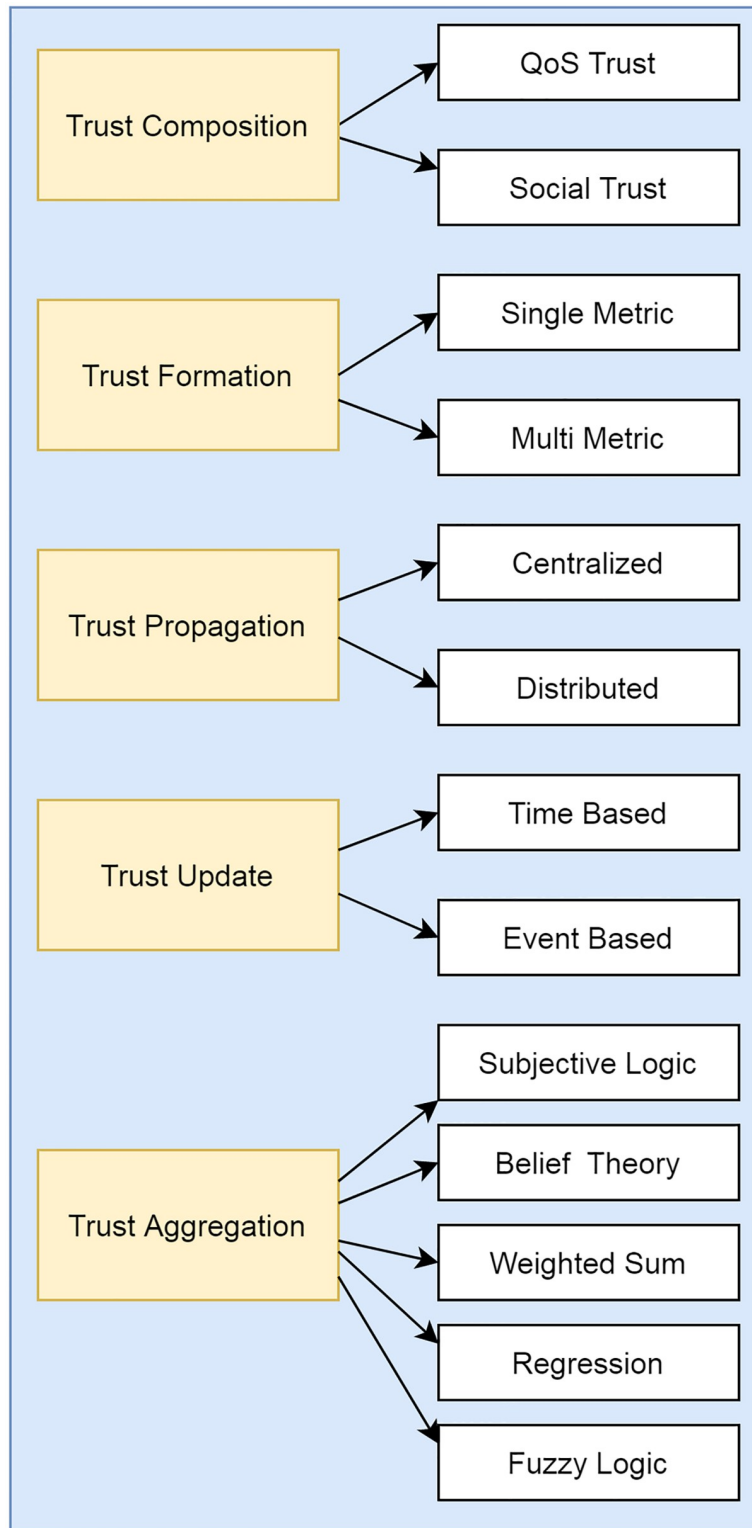 Trust Composition
QoS Trust
Social Trust
Trust Formation
Single Metric
Multi Metric
Trust Propagation
Centralized
Distributed
Trust Update
Time Based
Event Based
Trust Aggregation
Subjective Logic
Belief  Theory
Weighted Sum
Regression
Fuzzy Logic